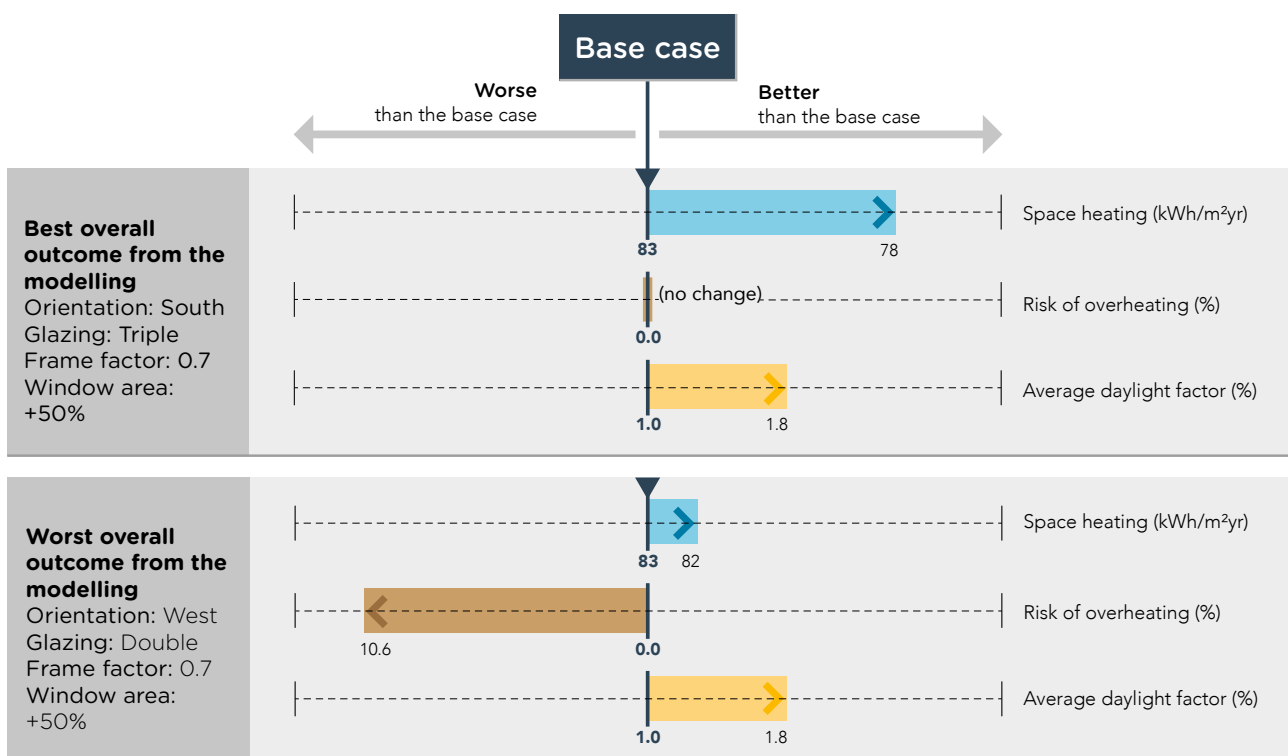 Base case
Worse
than the base case
Better
than the base case
Best overall
outcome from the
modelling
Orientation: South
Glazing: Triple
Frame factor: 0.7
Window area:
+50%
Space heating (kWh/m²yr)
83
78
(no change)
Risk of overheating (%)
0.0
Average daylight factor (%)
1.0
1.8
Worst overall
outcome from the
modelling
Orientation: West
Glazing: Double
Frame factor: 0.7
Window area:
+50%
Space heating (kWh/m²yr)
83
82
Risk of overheating (%)
10.6
0.0
Average daylight factor (%)
1.0
1.8